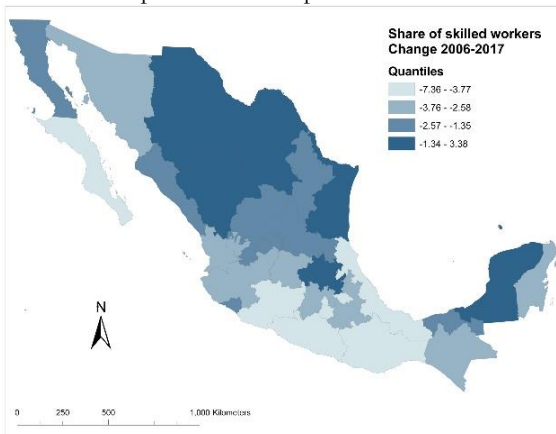 Share of skilled workers
Change 2006-2017
Quantiles
-7.36 - -3.77
-3.76 - -2.58
-2.57 - -1.35
-1.34 - 3.38
N
0 250 500 1,000 Kilometers